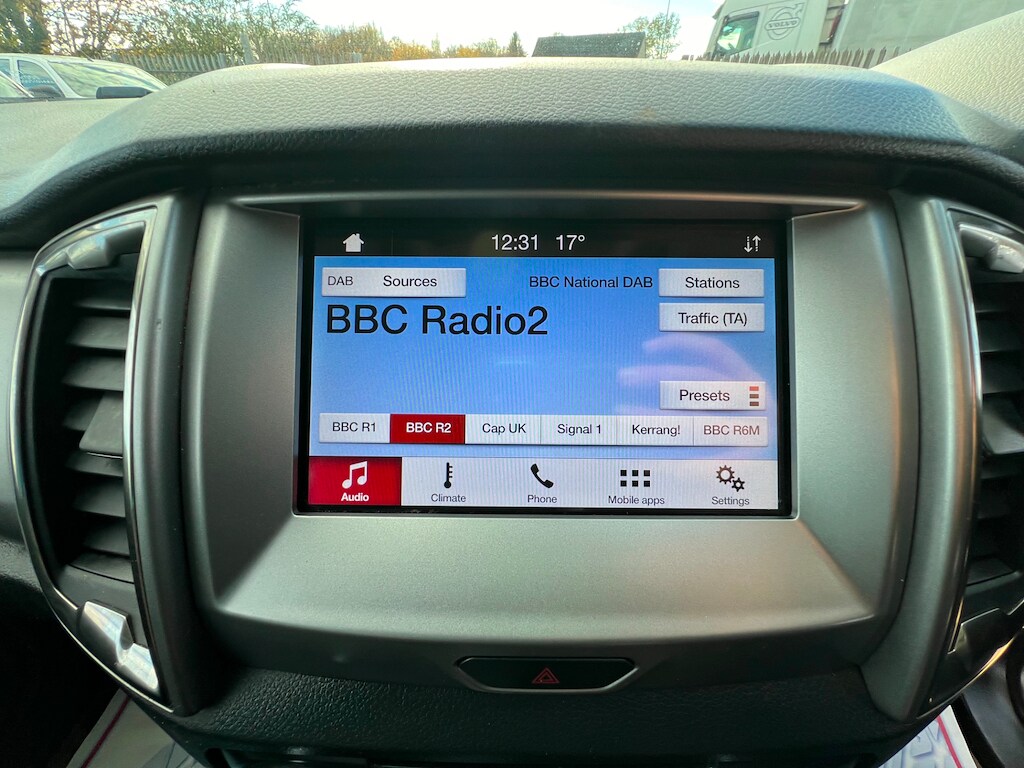 VOLVO
12:31 17°
DAB Sources BBC National DAB Stations
BBC Radio2
Traffic (TA)
Presets
BBC R1 BBC R2 Cap UK Signal 1 Kerrang! BBC R6M
Audio Climate Phone Mobile apps Settings